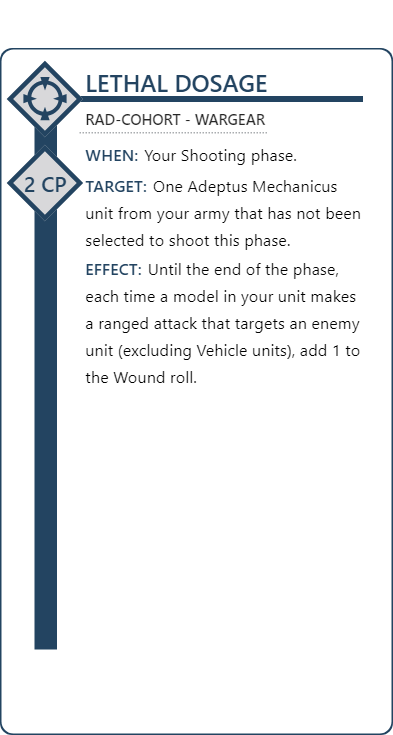 LETHAL DOSAGE
RAD-COHORT - WARGEAR
2 CP
WHEN: Your Shooting phase.
TARGET: One Adeptus Mechanicus
unit from your army that has not been
selected to shoot this phase.
EFFECT: Until the end of the phase,
each time a model in your unit makes
a ranged attack that targets an enemy
unit (excluding Vehicle units), add 1 to
the Wound roll.